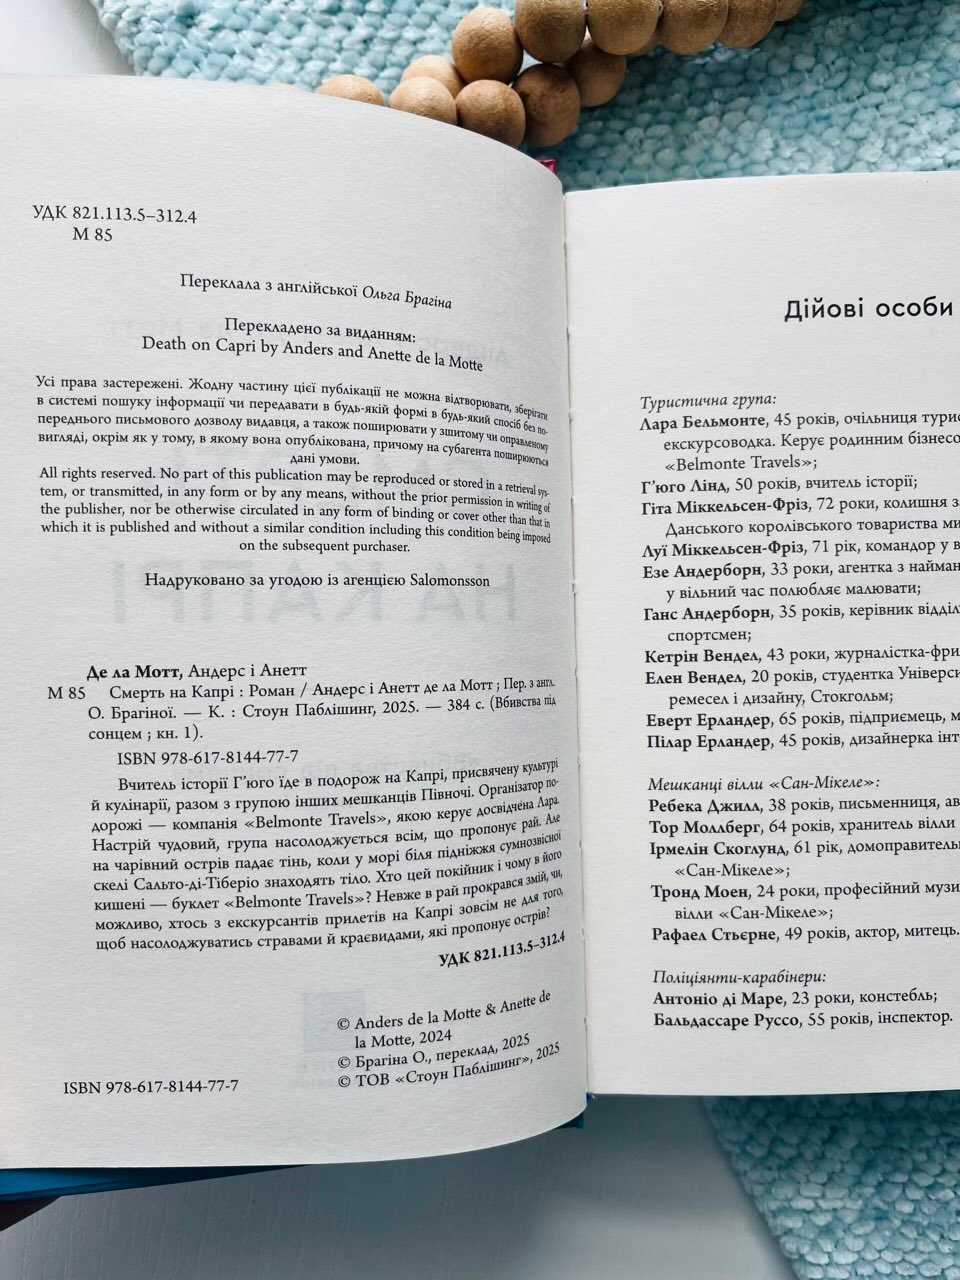 УДК 821.113.5–312.4
М 85
Переклала з англійської Ольга Брагіна
Перекладено за виданням:
Death on Capri by Anders and Anette de la Motte
Усі права застережені. Жодну частину цієї публікації не можна відтворювати, зберігати
в системі пошуку інформації чи передавати в будь-якій формі в будь-який спосіб без по-
переднього письмового дозволу видавця, а також поширювати у зшитому чи оправленому
вигляді, окрім як у тому, в якому вона опублікована, причому на субагента поширюються
дані умови.
All rights reserved. No part of this publication may be reproduced or stored in a retrieval sys-
tem, or transmitted, in any form or by any means, without the prior permission in writing of
the publisher, nor be otherwise circulated in any form of binding or cover other than that in
which it is published and without a similar condition including this condition being imposed
on the subsequent purchaser.
Надруковано за угодою із агенцією Salomonsson
Де ла Мотт, Андерс і Анетт
М 85 Смерть на Капрі : Роман / Андерс і Анетт де ла Мотт ; Пер. з англ.
О. Брагіної. — К. : Стоун Паблішинг, 2025. — 384 с. (Вбивства під
сонцем ; кн. 1).
ISBN 978-617-8144-77-7
Вчитель історії Г’юго їде в подорож на Капрі, присвячену культурі
й кулінарії, разом з групою інших мешканців Півночі. Організатор по-
дорожі — компанія «Belmonte Travels», якою керує досвідчена Лара.
Настрій чудовий, група насолоджується всім, що пропонує рай. Але
на чарівний острів падає тінь, коли у морі біля підніжжя сумнозвісної
скелі Сальто-ді-Тіберіо знаходять тіло. Хто цей покійник і чому в його
кишені — буклет «Belmonte Travels»? Невже в рай прокрався змій, чи,
можливо, хтось з екскурсантів прилетів на Капрі зовсім не для того,
щоб насолоджуватись стравами й краєвидами, які пропонує острів?
УДК 821.113.5–312.4
© Anders de la Motte & Anette de
la Motte, 2024
© Брагіна О., переклад, 2025
© ТОВ «Стоун Паблішинг», 2025
ISBN 978-617-8144-77-7
Дійові особи
Туристична група:
Лара Бельмонте, 45 років, очільниця
екскурсоводка. Керує родинним
«Belmonte Travels»;
Г’юго Лінд, 50 років, вчитель історії;
Гіта Міккельсен-Фріз, 72 роки, колишня
Данського королівського товариства
Луї Міккельсен-Фріз, 71 рік, командор у
Езе Андерборн, 33 роки, агентка з
у вільний час полюбляє малювати;
Ганс Андерборн, 35 років, керівник
спортсмен;
Кетрін Вендел, 43 роки,
Елен Вендел, 20 років, студентка
ремесел і дизайну, Стокгольм;
Еверт Ерландер, 65 років, підприємець,
Пілар Ерландер, 45 років, дизайнерка
Мешканці вілли «Сан-Мікеле»:
Ребека Джилл, 38 років, письменниця,
Тор Моллберг, 64 років, хранитель вілли
Ірмелін Скоглунд, 61 рік,
«Сан-Мікеле»;
Тронд Моен, 24 роки, професійний
вілли «Сан-Мікеле»;
Рафаел Стьєрне, 49 років, актор, митець.
Поліціянти-карабінери:
Антоніо ді Маре, 23 роки, констебль;
Бальдассаре Руссо, 55 років, інспектор.